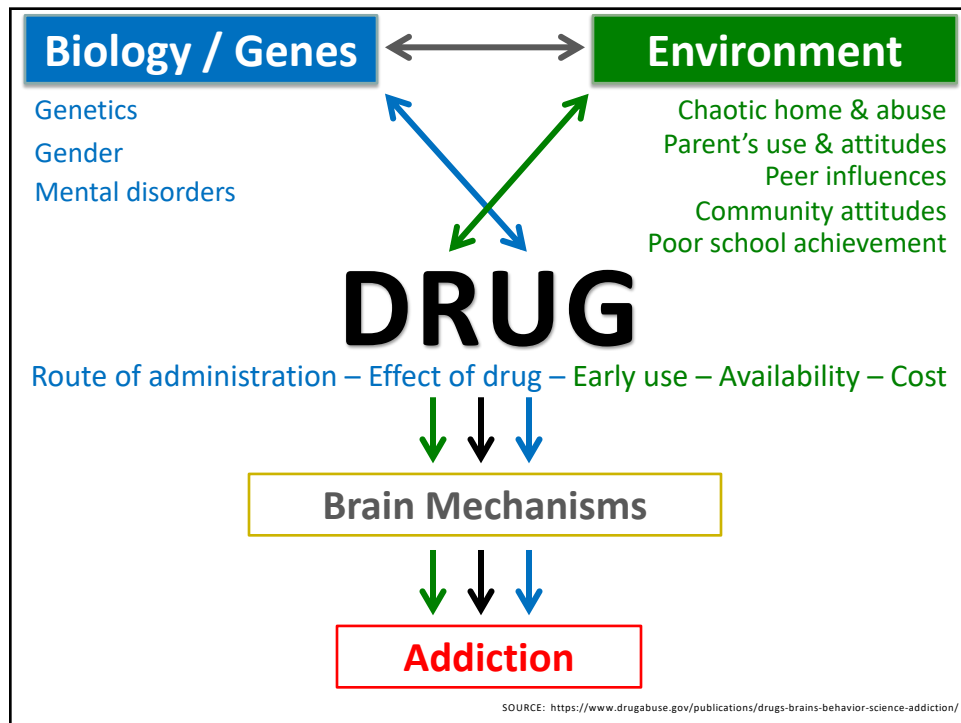 Biology / Genes
Environment
Genetics
Gender
Mental disorders
Chaotic home & abuse
Parent’s use & attitudes
Peer influences
Community attitudes
Poor school achievement
DRUG
Route of administration – Effect of drug – Early use – Availability – Cost
Brain Mechanisms
Addiction
SOURCE: https://www.drugabuse.gov/publications/drugs-brains-behavior-science-addiction/